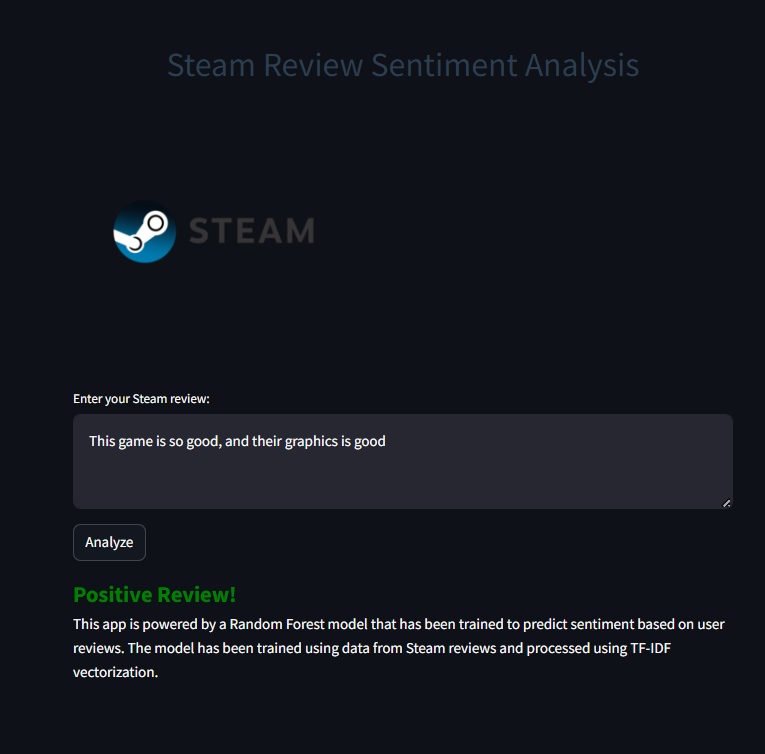 Steam Review Sentiment Analysis
STEAM
Enter your Steam review:
This game is so good, and their graphics is good
Analyze
Positive Review!
This app is powered by a Random Forest model that has been trained to predict sentiment based on user
reviews. The model has been trained using data from Steam reviews and processed using TF-IDF
vectorization.